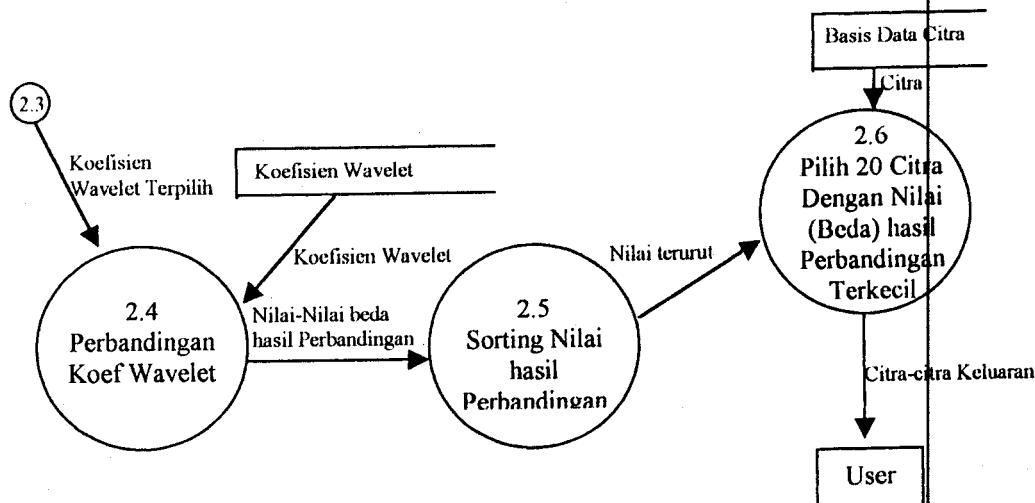 Basis Data Citra
Citra
2.3
Koefisien
Wavelet Terpilih
Koefisien Wavelet
Koefisien Wavelet
2.6
Pilih 20 Citra
Dengan Nilai
(Beda) hasil
Perbandingan
Terkecil
Nilai terurut
2.4
Perbandingan
Koef Wavelet
Nilai-Nilai beda
hasil Perbandingan
2.5
Sorting Nilai
hasil
Perbandingan
Citra-citra Keluaran
User